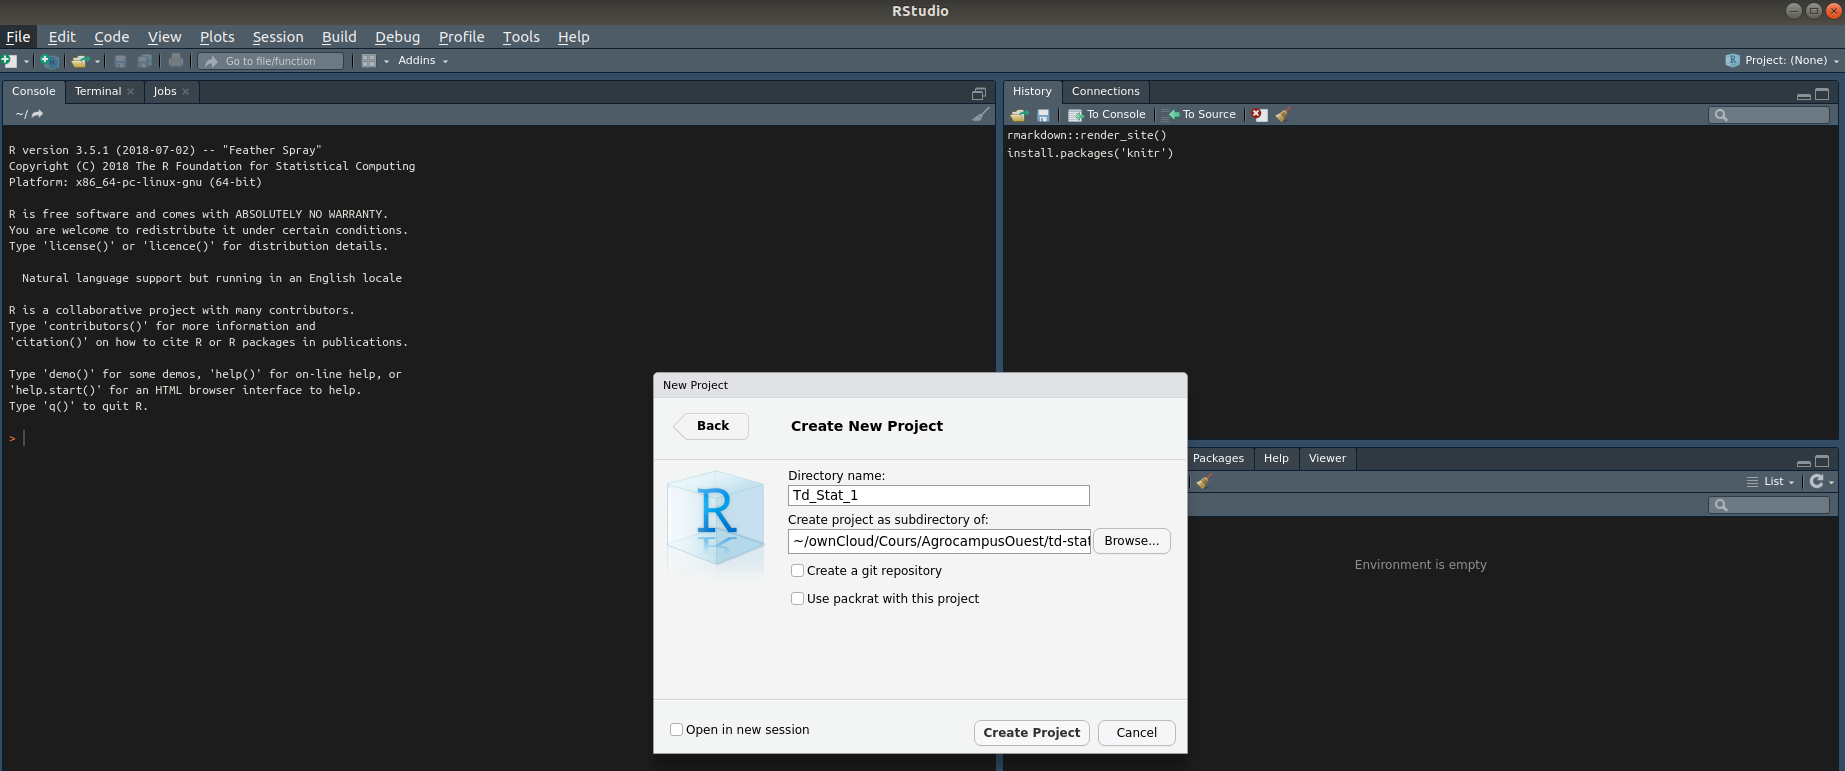 RStudio
File Edit Code View Plots Session Build Debug Profile Tools Help
Go to file/function Addins Project: (None)
Console Terminal Jobs
~/
R version 3.5.1 (2018-07-02) -- "Feather Spray"
Copyright (C) 2018 The R Foundation for Statistical Computing
Platform: x86_64-pc-linux-gnu (64-bit)
R is free software and comes with ABSOLUTELY NO WARRANTY.
You are welcome to redistribute it under certain conditions.
Type 'license()' or 'licence()' for distribution details.
Natural language support but running in an English locale
R is a collaborative project with many contributors.
Type 'contributors()' for more information and
'citation()' on how to cite R or R packages in publications.
Type 'demo()' for some demos, 'help()' for on-line help, or
'help.start()' for an HTML browser interface to help.
Type 'q()' to quit R.
>
History Connections
To Console To Source
rmarkdown::render_site()
install.packages('knitr')
Packages Help Viewer
List
Environment is empty
New Project
Back
Create New Project
R
Directory name:
Td_Stat_1
Create project as subdirectory of:
~/ownCloud/Cours/AgrocampusOuest/td-stat
Browse...
Create a git repository
Use packrat with this project
Open in new session
Create Project
Cancel